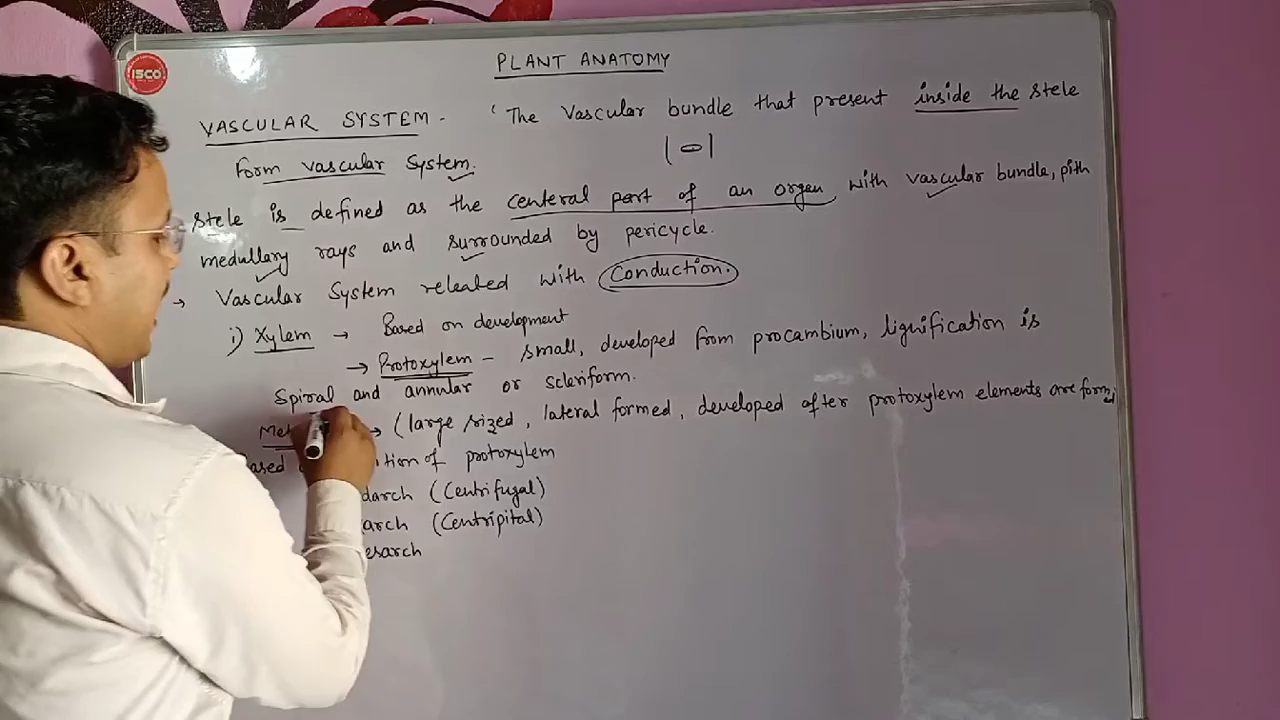 ISCO
PLANT ANATOMY
VASCULAR SYSTEM - ' The Vascular bundle that present inside the stele
Form vascular System.
Stele is defined as the centeral part of an organ with vascular bundle, pith
medullary rays and surrounded by pericycle.
→ Vascular System releated with Conduction.
i) Xylem → Based on development
→ Protoxylem - small, developed from procambium, lignification is
Spiral and annular or scleriform.
→ (large sized, lateral formed, developed after protoxylem elements are form
of protoxylem
(Centrifugal)
(Centripital)